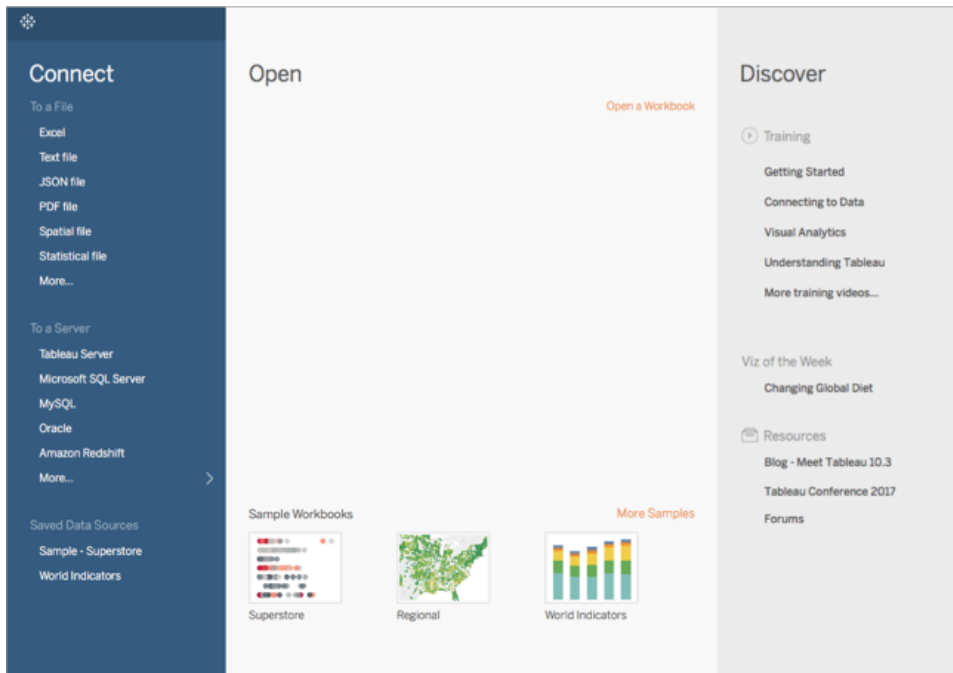 Connect
To a File
Excel
Text file
JSON file
PDF file
Spatial file
Statistical file
More...
To a Server
Tableau Server
Microsoft SQL Server
MySQL
Oracle
Amazon Redshift
More...
Saved Data Sources
Sample - Superstore
World Indicators
Open
Open a Workbook
Sample Workbooks
More Samples
Superstore
Regional
World Indicators
Discover
Training
Getting Started
Connecting to Data
Visual Analytics
Understanding Tableau
More training videos...
Viz of the Week
Changing Global Diet
Resources
Blog - Meet Tableau 10.3
Tableau Conference 2017
Forums